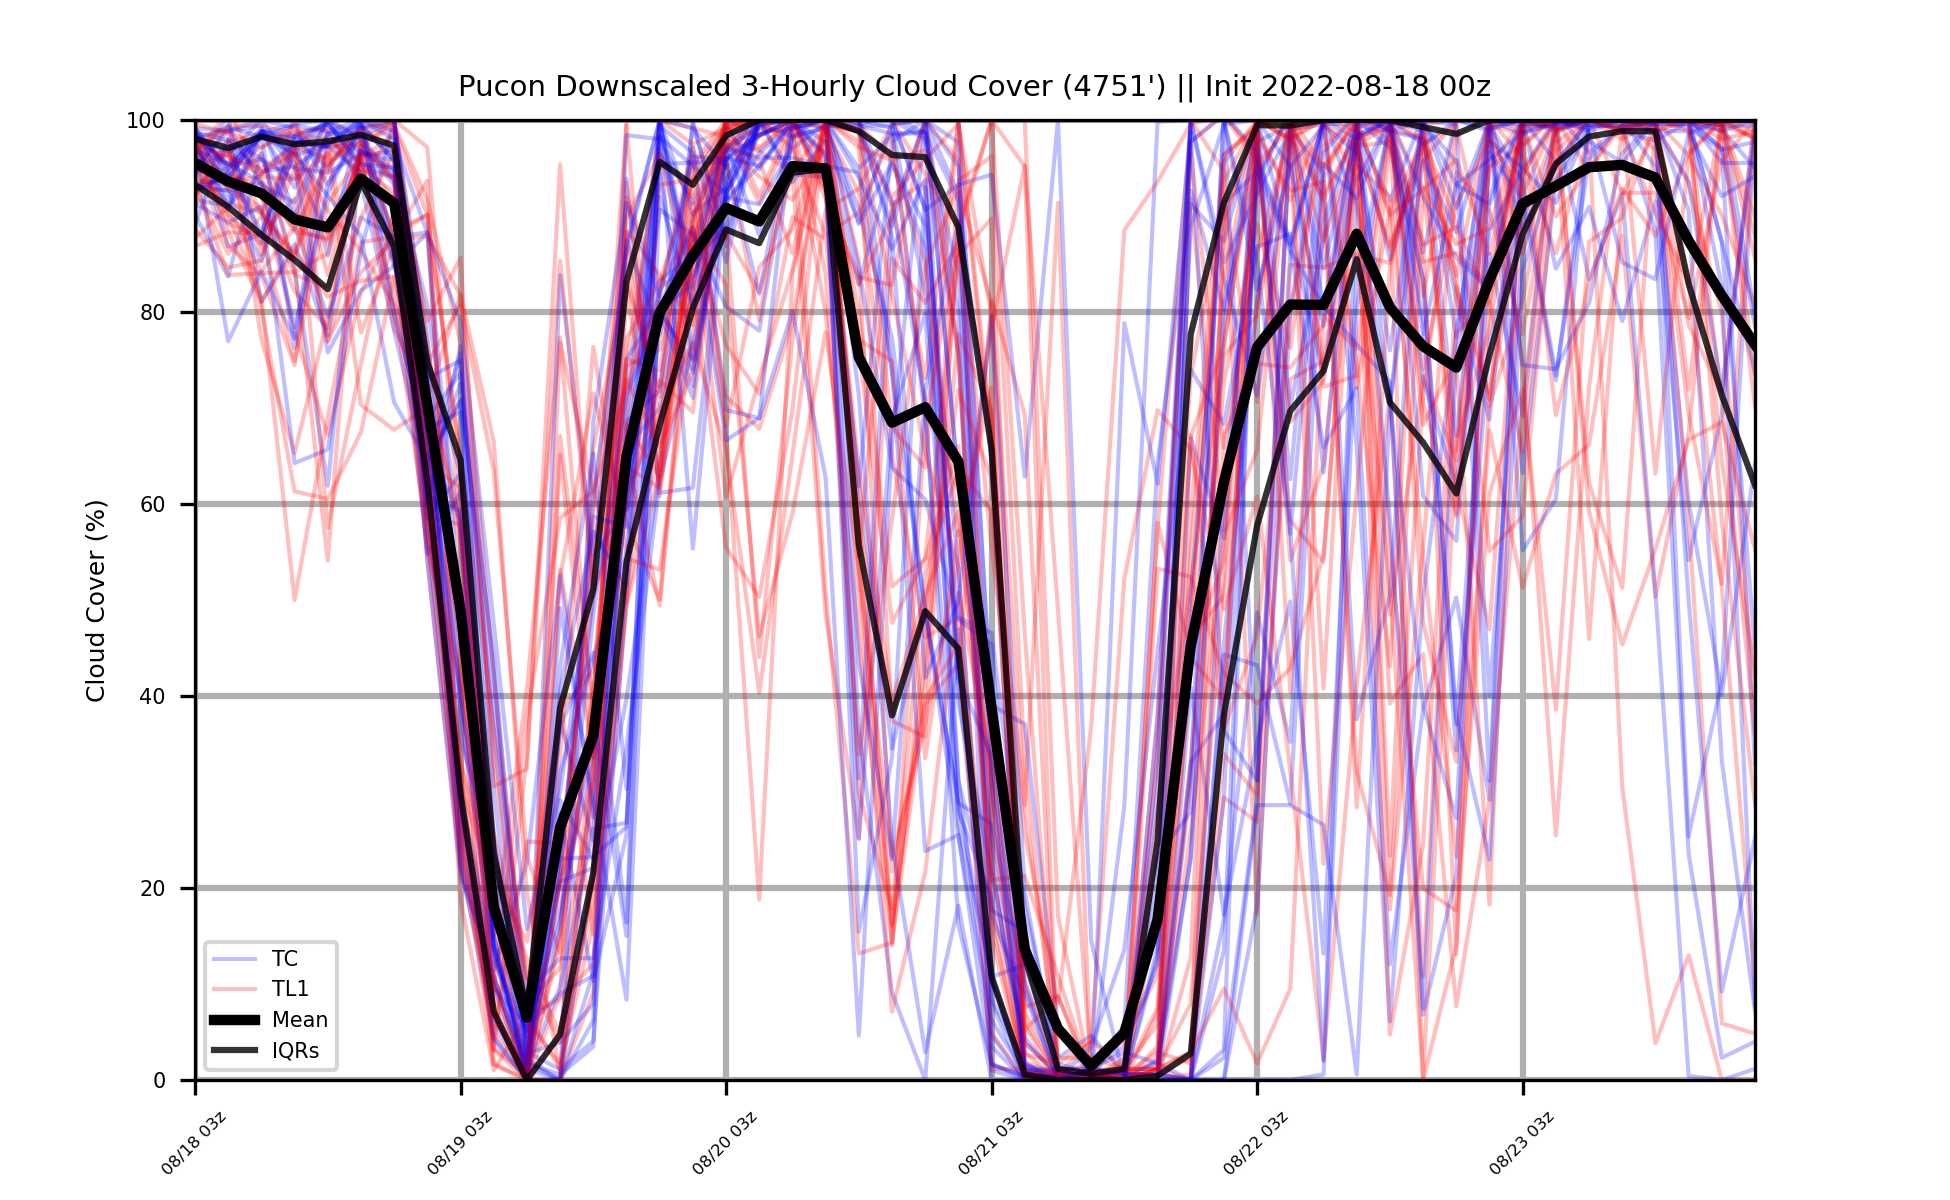 Pucon Downscaled 3-Hourly Cloud Cover (4751') || Init 2022-08-18 00z
Cloud Cover (%)
100
80
60
40
20
0
TC
TL1
Mean
IQRs
08/18 03z
08/19 03z
08/20 03z
08/21 03z
08/22 03z
08/23 03z